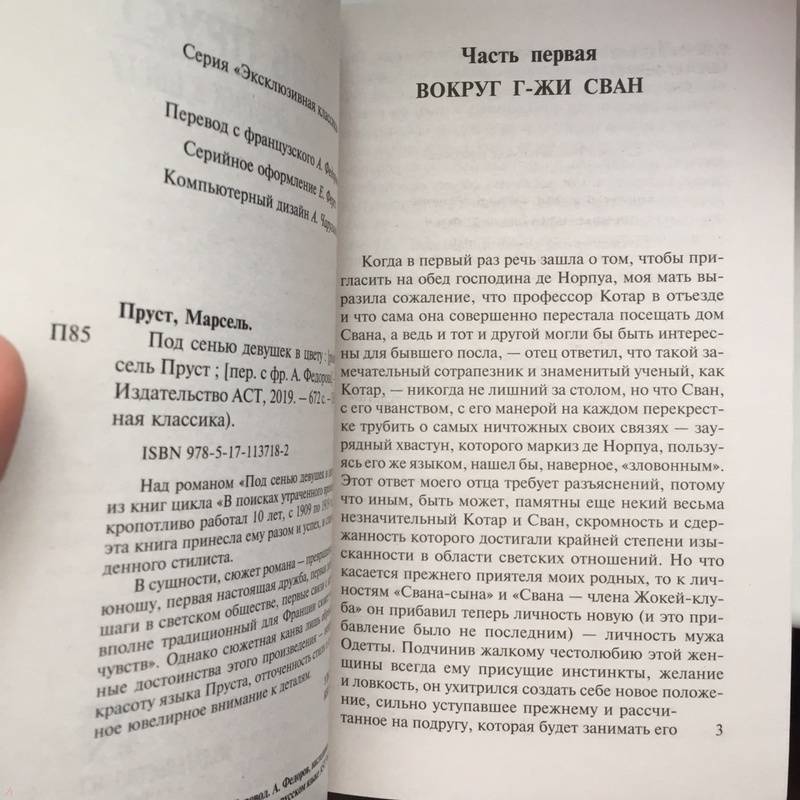 Серия «Эксклюзивная классика
Перевод с французского А. Федорова
Серийное оформление Е.
Компьютерный дизайн А.
Пруст, Марсель.
П85
Под сенью девушек в цвету :
сель Пруст ; [пер. с фр. А. Федорова
Издательство АСТ, 2019. – 672 с. –
ная классика).
ISBN 978-5-17-113718-2
Над романом «Под сенью девушек в
из книг цикла «В поисках утраченного
кропотливо работал 10 лет, с 1909 по
эта книга принесла ему разом и успех, и
денного стилиста.
В сущности, сюжет романа – превращение
юношу, первая настоящая дружба, первая
шаги в светском обществе, первые
вполне традиционный для Франции
чувств». Однако сюжетная канва лишь
ные достоинства этого произведения –
красоту языка Пруста, отточенность стиля
ное ювелирное внимание к деталям.
А. Федоров,
Часть первая
ВОКРУГ Г-ЖИ СВАН
Когда в первый раз речь зашла о том, чтобы при-
гласить на обед господина де Норпуа, моя мать вы-
разила сожаление, что профессор Котар в отъезде
и что сама она совершенно перестала посещать дом
Свана, а ведь и тот и другой могли бы быть интерес-
ны для бывшего посла, — отец ответил, что такой за-
мечательный сотрапезник и знаменитый ученый, как
Котар, — никогда не лишний за столом, но что Сван,
с его чванством, с его манерой на каждом перекрест-
ке трубить о самых ничтожных своих связях — зау-
рядный хвастун, которого маркиз де Норпуа, пользу-
ясь его же языком, нашел бы, наверное, «зловонным».
Этот ответ моего отца требует разъяснений, потому
что иным, быть может, памятны еще некий весьма
незначительный Котар и Сван, скромность и сдер-
жанность которого достигали крайней степени изы-
сканности в области светских отношений. Но что
касается прежнего приятеля моих родных, то к лич-
ностям «Свана-сына» и «Свана — члена Жокей-клу-
ба» он прибавил теперь личность новую (и это при-
бавление было не последним) — личность мужа
Одетты. Подчинив жалкому честолюбию этой жен-
щины всегда ему присущие инстинкты, желание
и ловкость, он ухитрился создать себе новое положе-
ние, сильно уступавшее прежнему и рассчи-
танное на подругу, которая будет занимать его
3